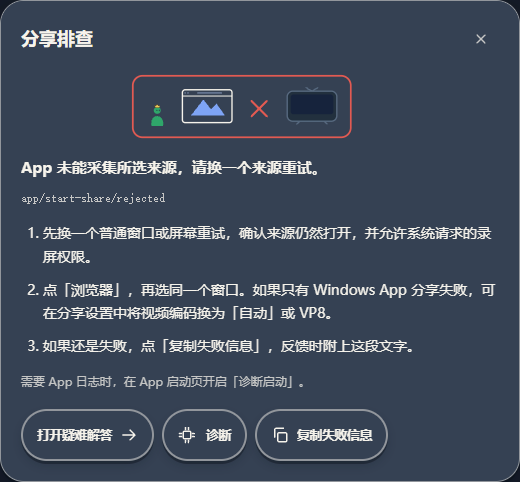 分享排查
App 未能采集所选来源，请换一个来源重试。
app/start-share/rejected
1. 先换一个普通窗口或屏幕重试，确认来源仍然打开，并允许系统请求的录
屏权限。
2. 点「浏览器」，再选同一个窗口。如果只有 Windows App 分享失败，可
在分享设置中将视频编码换为「自动」或 VP8。
3. 如果还是失败，点「复制失败信息」，反馈时附上这段文字。
需要 App 日志时，在 App 启动页开启「诊断启动」。
打开疑难解答 →
诊断
复制失败信息